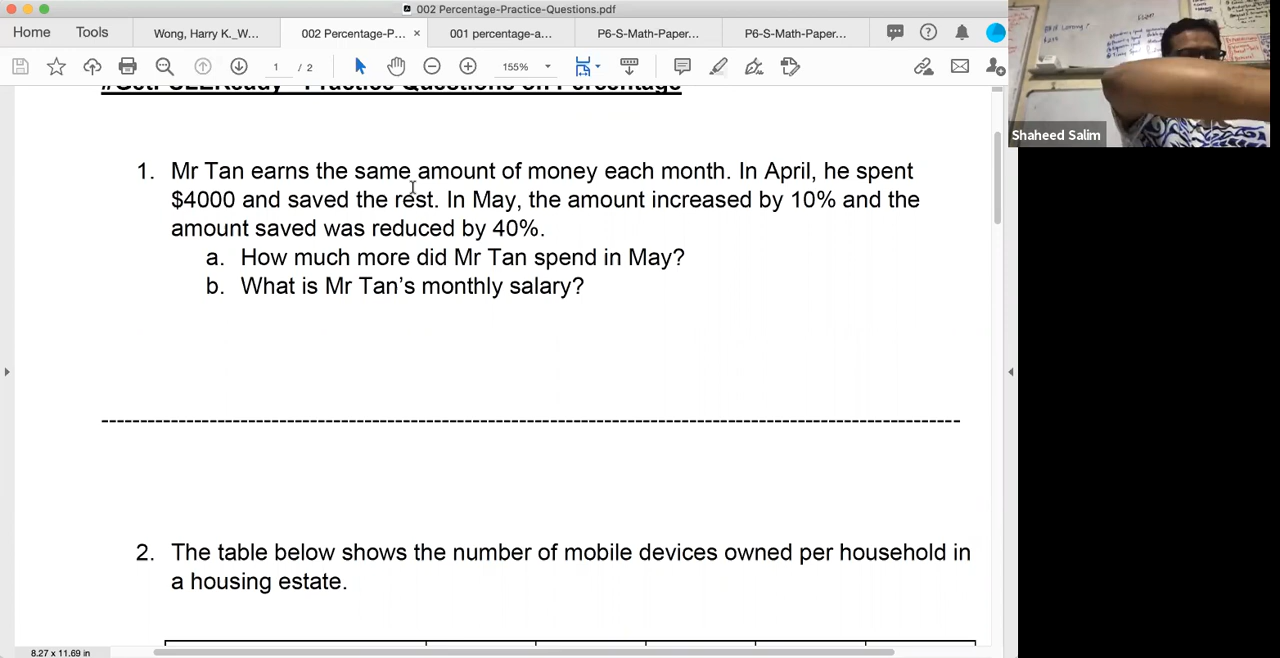 002 Percentage-Practice-Questions.pdf
Home Tools Wong, Harry K._W... 002 Percentage-P... × 001 percentage-a... P6-S-Math-Paper... P6-S-Math-Paper...
1 / 2 155%
#GetPSLEReady - Practice Questions on Percentage
1. Mr Tan earns the same amount of money each month. In April, he spent
$4000 and saved the rest. In May, the amount increased by 10% and the
amount saved was reduced by 40%.
a. How much more did Mr Tan spend in May?
b. What is Mr Tan's monthly salary?
2. The table below shows the number of mobile devices owned per household in
a housing estate.
8.27 x 11.69 in
Shaheed Salim